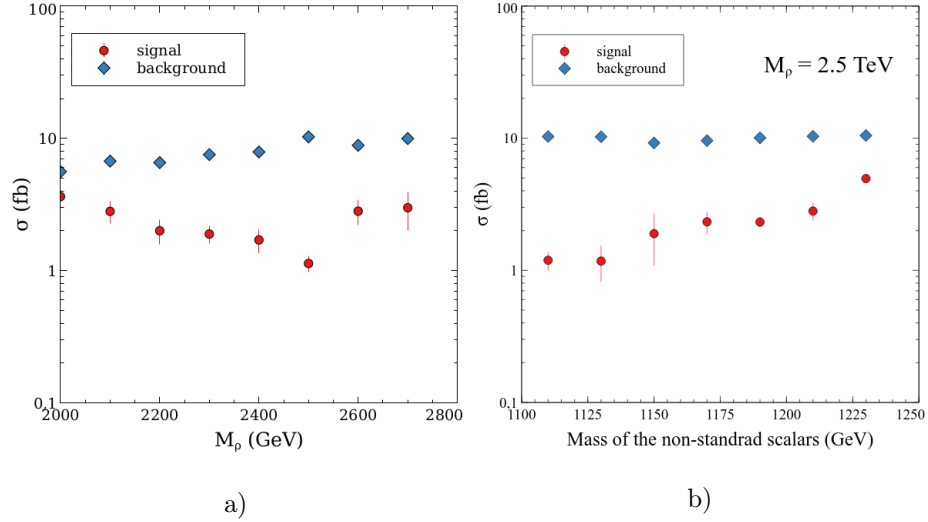 100
10
1
0,1
σ (fb)
signal
background
2000
2200
2400
2600
2800
M_ρ (GeV)
a)
100
10
1
0.1
σ (fb)
signal
background
M_ρ = 2.5 TeV
1100
1125
1150
1175
1200
1225
1250
Mass of the non-standrad scalars (GeV)
b)